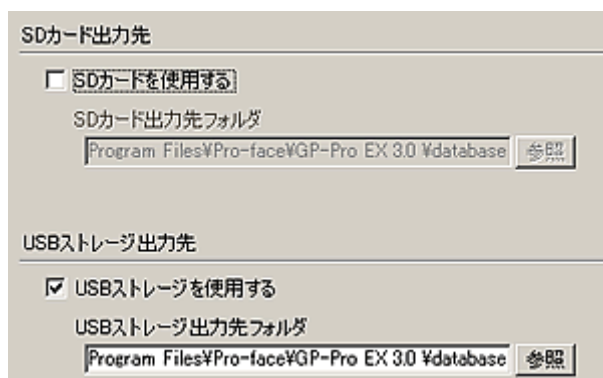 SDカード出力先
SDカードを使用する
SDカード出力先フォルダ
Program Files¥Pro-face¥GP-Pro EX 3.0 ¥database 参照
USBストレージ出力先
USBストレージを使用する
USBストレージ出力先フォルダ
Program Files¥Pro-face¥GP-Pro EX 3.0 ¥database 参照